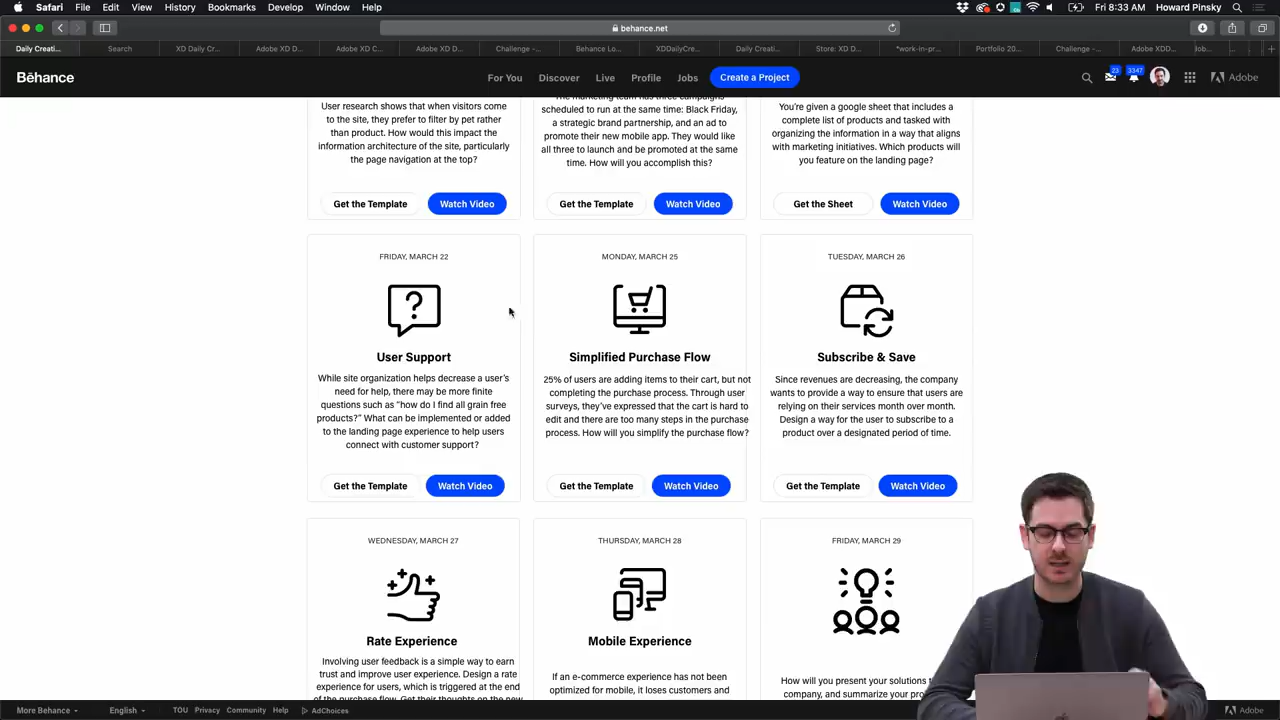 Safari File Edit View History Bookmarks Develop Window Help
Fri 8:33 AM Howard Pinsky
behance.net
Daily Creati... Search XD Daily Cr... Adobe XD D... Adobe XD C... Adobe XD D... Challenge -... Behance Lo... XDDailyCre... Daily Creati... Store: XD D... *work-in-pr... Portfolio 20... Challenge -... Adobe XDD...
Bēhance
For You Discover Live Profile Jobs Create a Project
23 3347 Adobe
User research shows that when visitors come
to the site, they prefer to filter by pet rather
than product. How would this impact the
information architecture of the site, particularly
the page navigation at the top?
Get the Template Watch Video
The marketing team has three campaigns
scheduled to run at the same time: Black Friday,
a strategic brand partnership, and an ad to
promote their new mobile app. They would like
all three to launch and be promoted at the same
time. How will you accomplish this?
Get the Template Watch Video
You're given a google sheet that includes a
complete list of products and tasked with
organizing the information in a way that aligns
with marketing initiatives. Which products will
you feature on the landing page?
Get the Sheet Watch Video
FRIDAY, MARCH 22
User Support
While site organization helps decrease a user's
need for help, there may be more finite
questions such as "how do I find all grain free
products?" What can be implemented or added
to the landing page experience to help users
connect with customer support?
Get the Template Watch Video
MONDAY, MARCH 25
Simplified Purchase Flow
25% of users are adding items to their cart, but not
completing the purchase process. Through user
surveys, they've expressed that the cart is hard to
edit and there are too many steps in the purchase
process. How will you simplify the purchase flow?
Get the Template Watch Video
TUESDAY, MARCH 26
Subscribe & Save
Since revenues are decreasing, the company
wants to provide a way to ensure that users are
relying on their services month over month.
Design a way for the user to subscribe to a
product over a designated period of time.
Get the Template Watch Video
WEDNESDAY, MARCH 27
Rate Experience
Involving user feedback is a simple way to earn
trust and improve user experience. Design a rate
experience for users, which is triggered at the end
of the purchase flow. Get their thoughts on the new
THURSDAY, MARCH 28
Mobile Experience
If an e-commerce experience has not been
optimized for mobile, it loses customers and
FRIDAY, MARCH 29
How will you present your solutions
company, and summarize your
More Behance English TOU Privacy Community Help AdChoices
Adobe